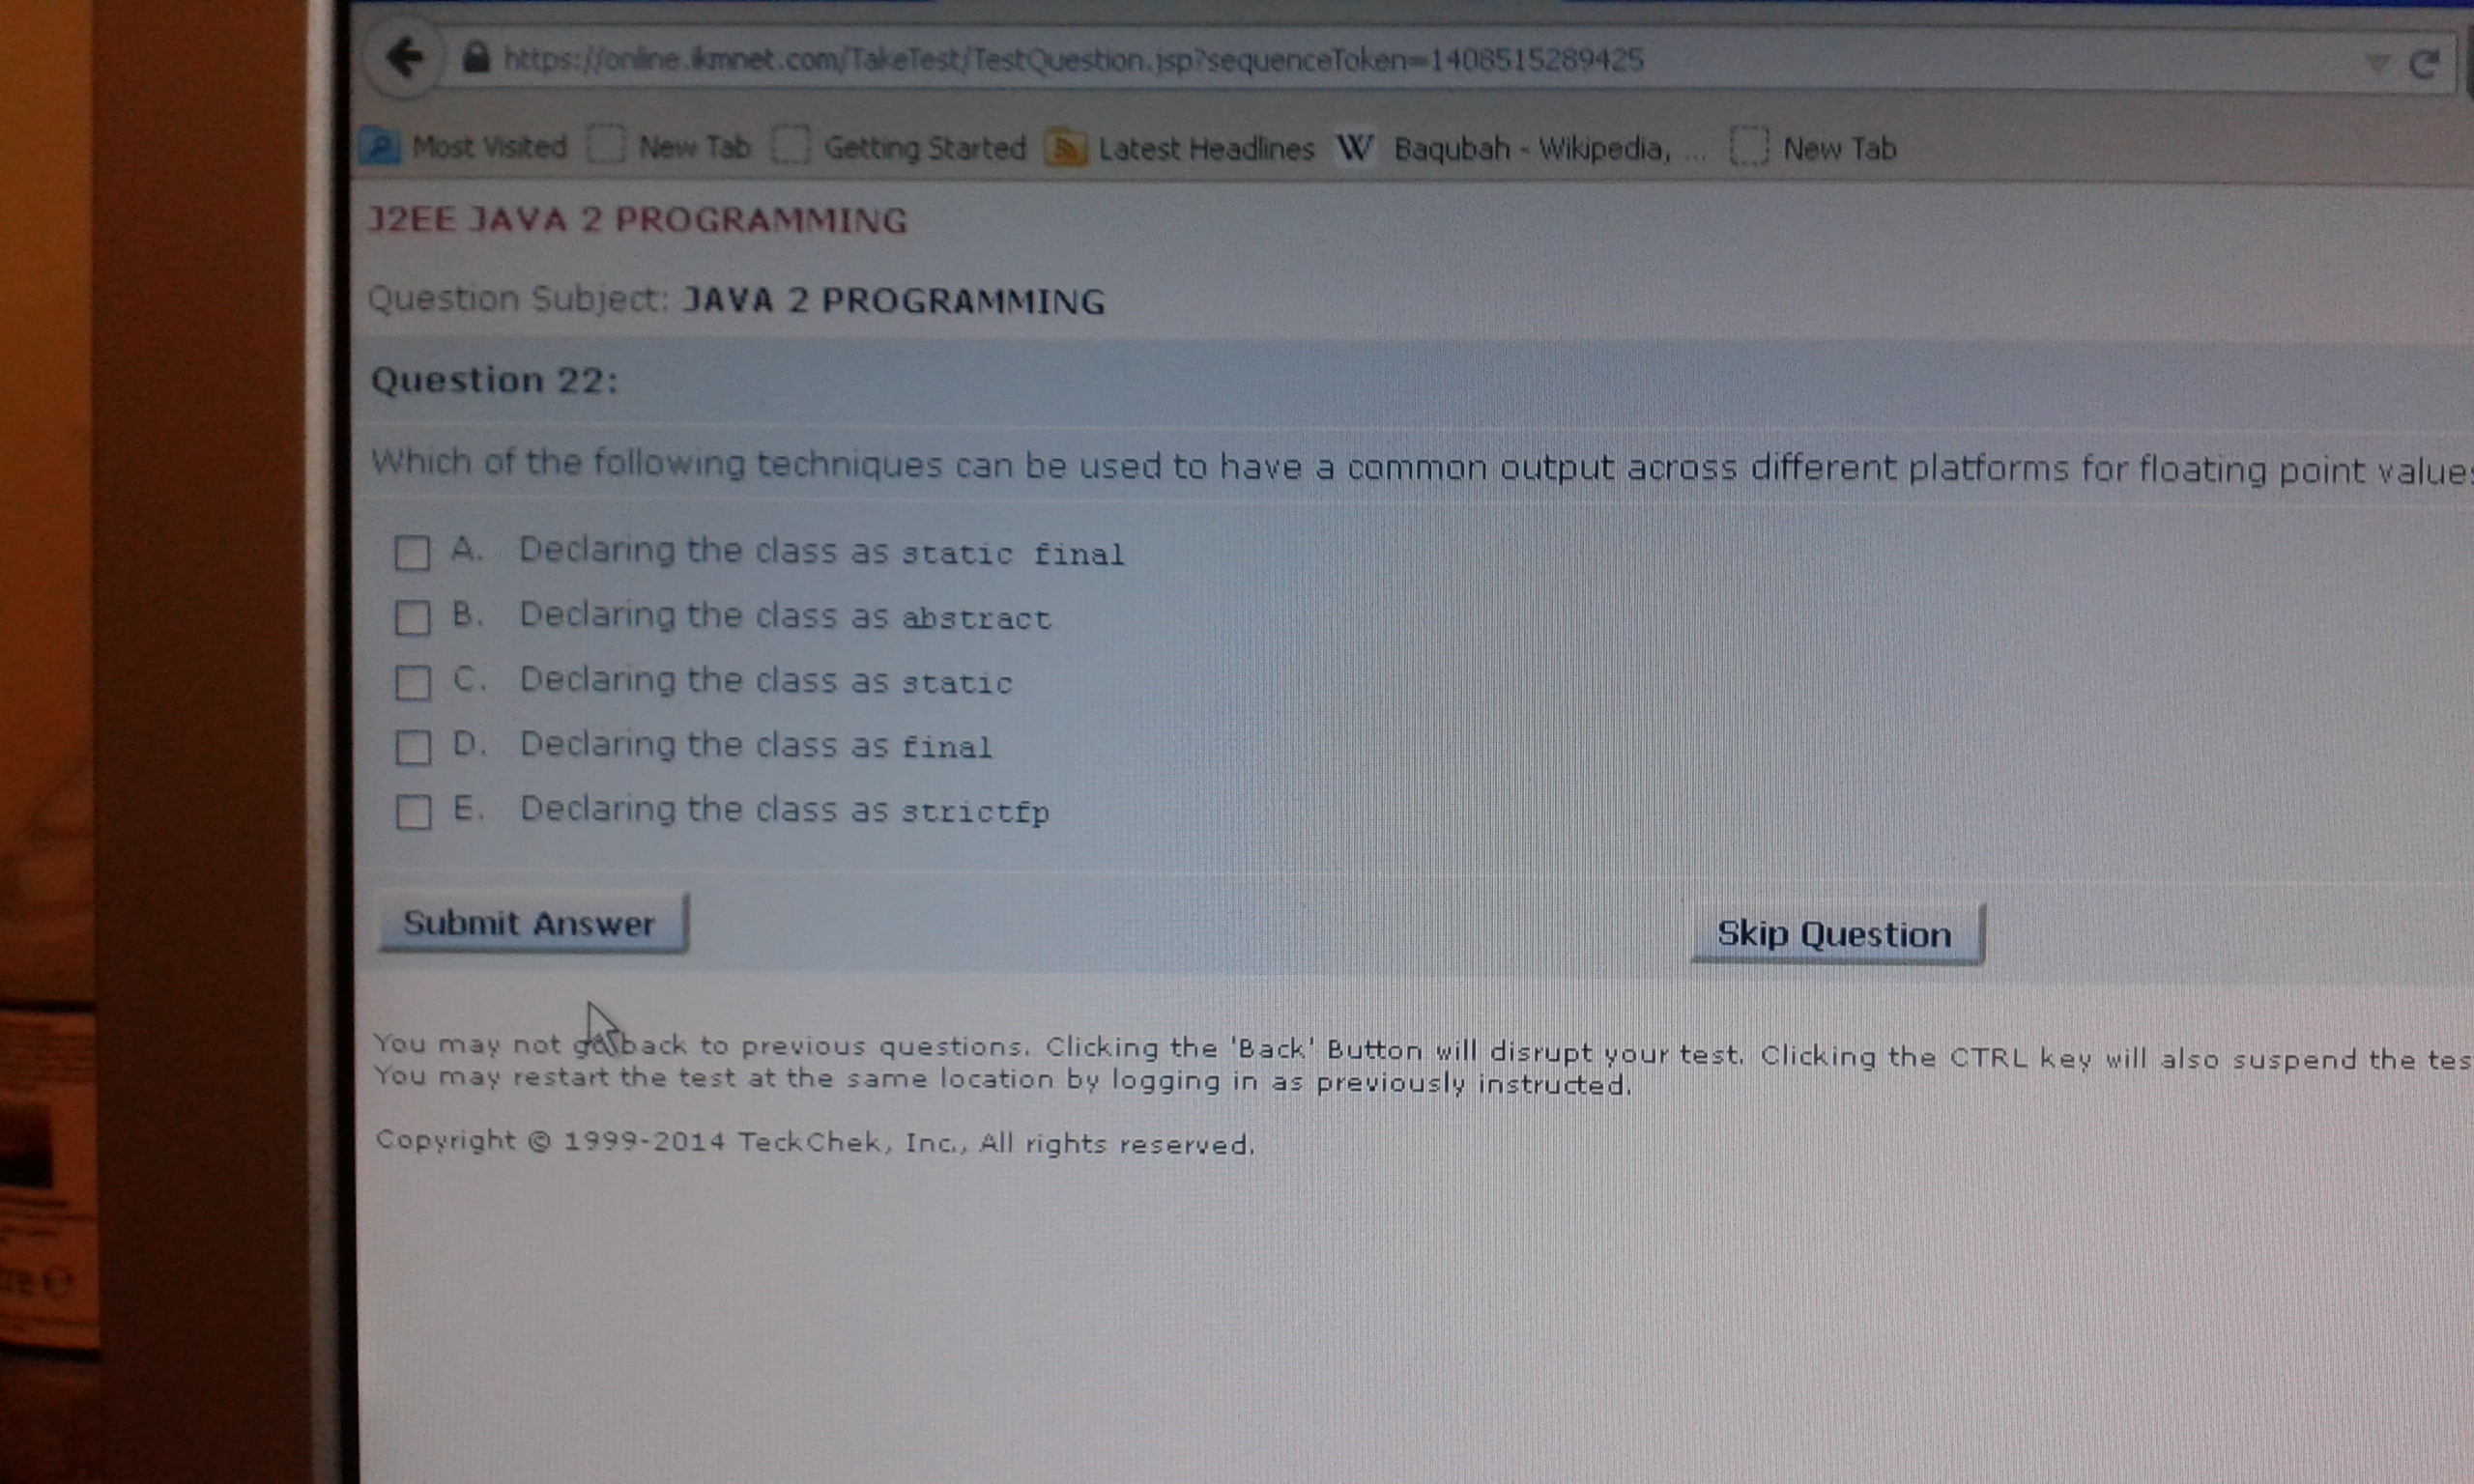 https://online.ikmnet.com/TakeTest/TestQuestion.jsp?sequenceToken=1408515289425
Most Visited New Tab Getting Started Latest Headlines W Baqubah - Wikipedia, ... New Tab
J2EE JAVA 2 PROGRAMMING
Question Subject: JAVA 2 PROGRAMMING
Question 22:
Which of the following techniques can be used to have a common output across different platforms for floating point value
A. Declaring the class as static final
B. Declaring the class as abstract
C. Declaring the class as static
D. Declaring the class as final
E. Declaring the class as strictfp
Submit Answer Skip Question
You may not go back to previous questions. Clicking the 'Back' Button will disrupt your test. Clicking the CTRL key will also suspend the tes
You may restart the test at the same location by logging in as previously instructed.
Copyright © 1999-2014 TeckChek, Inc., All rights reserved.